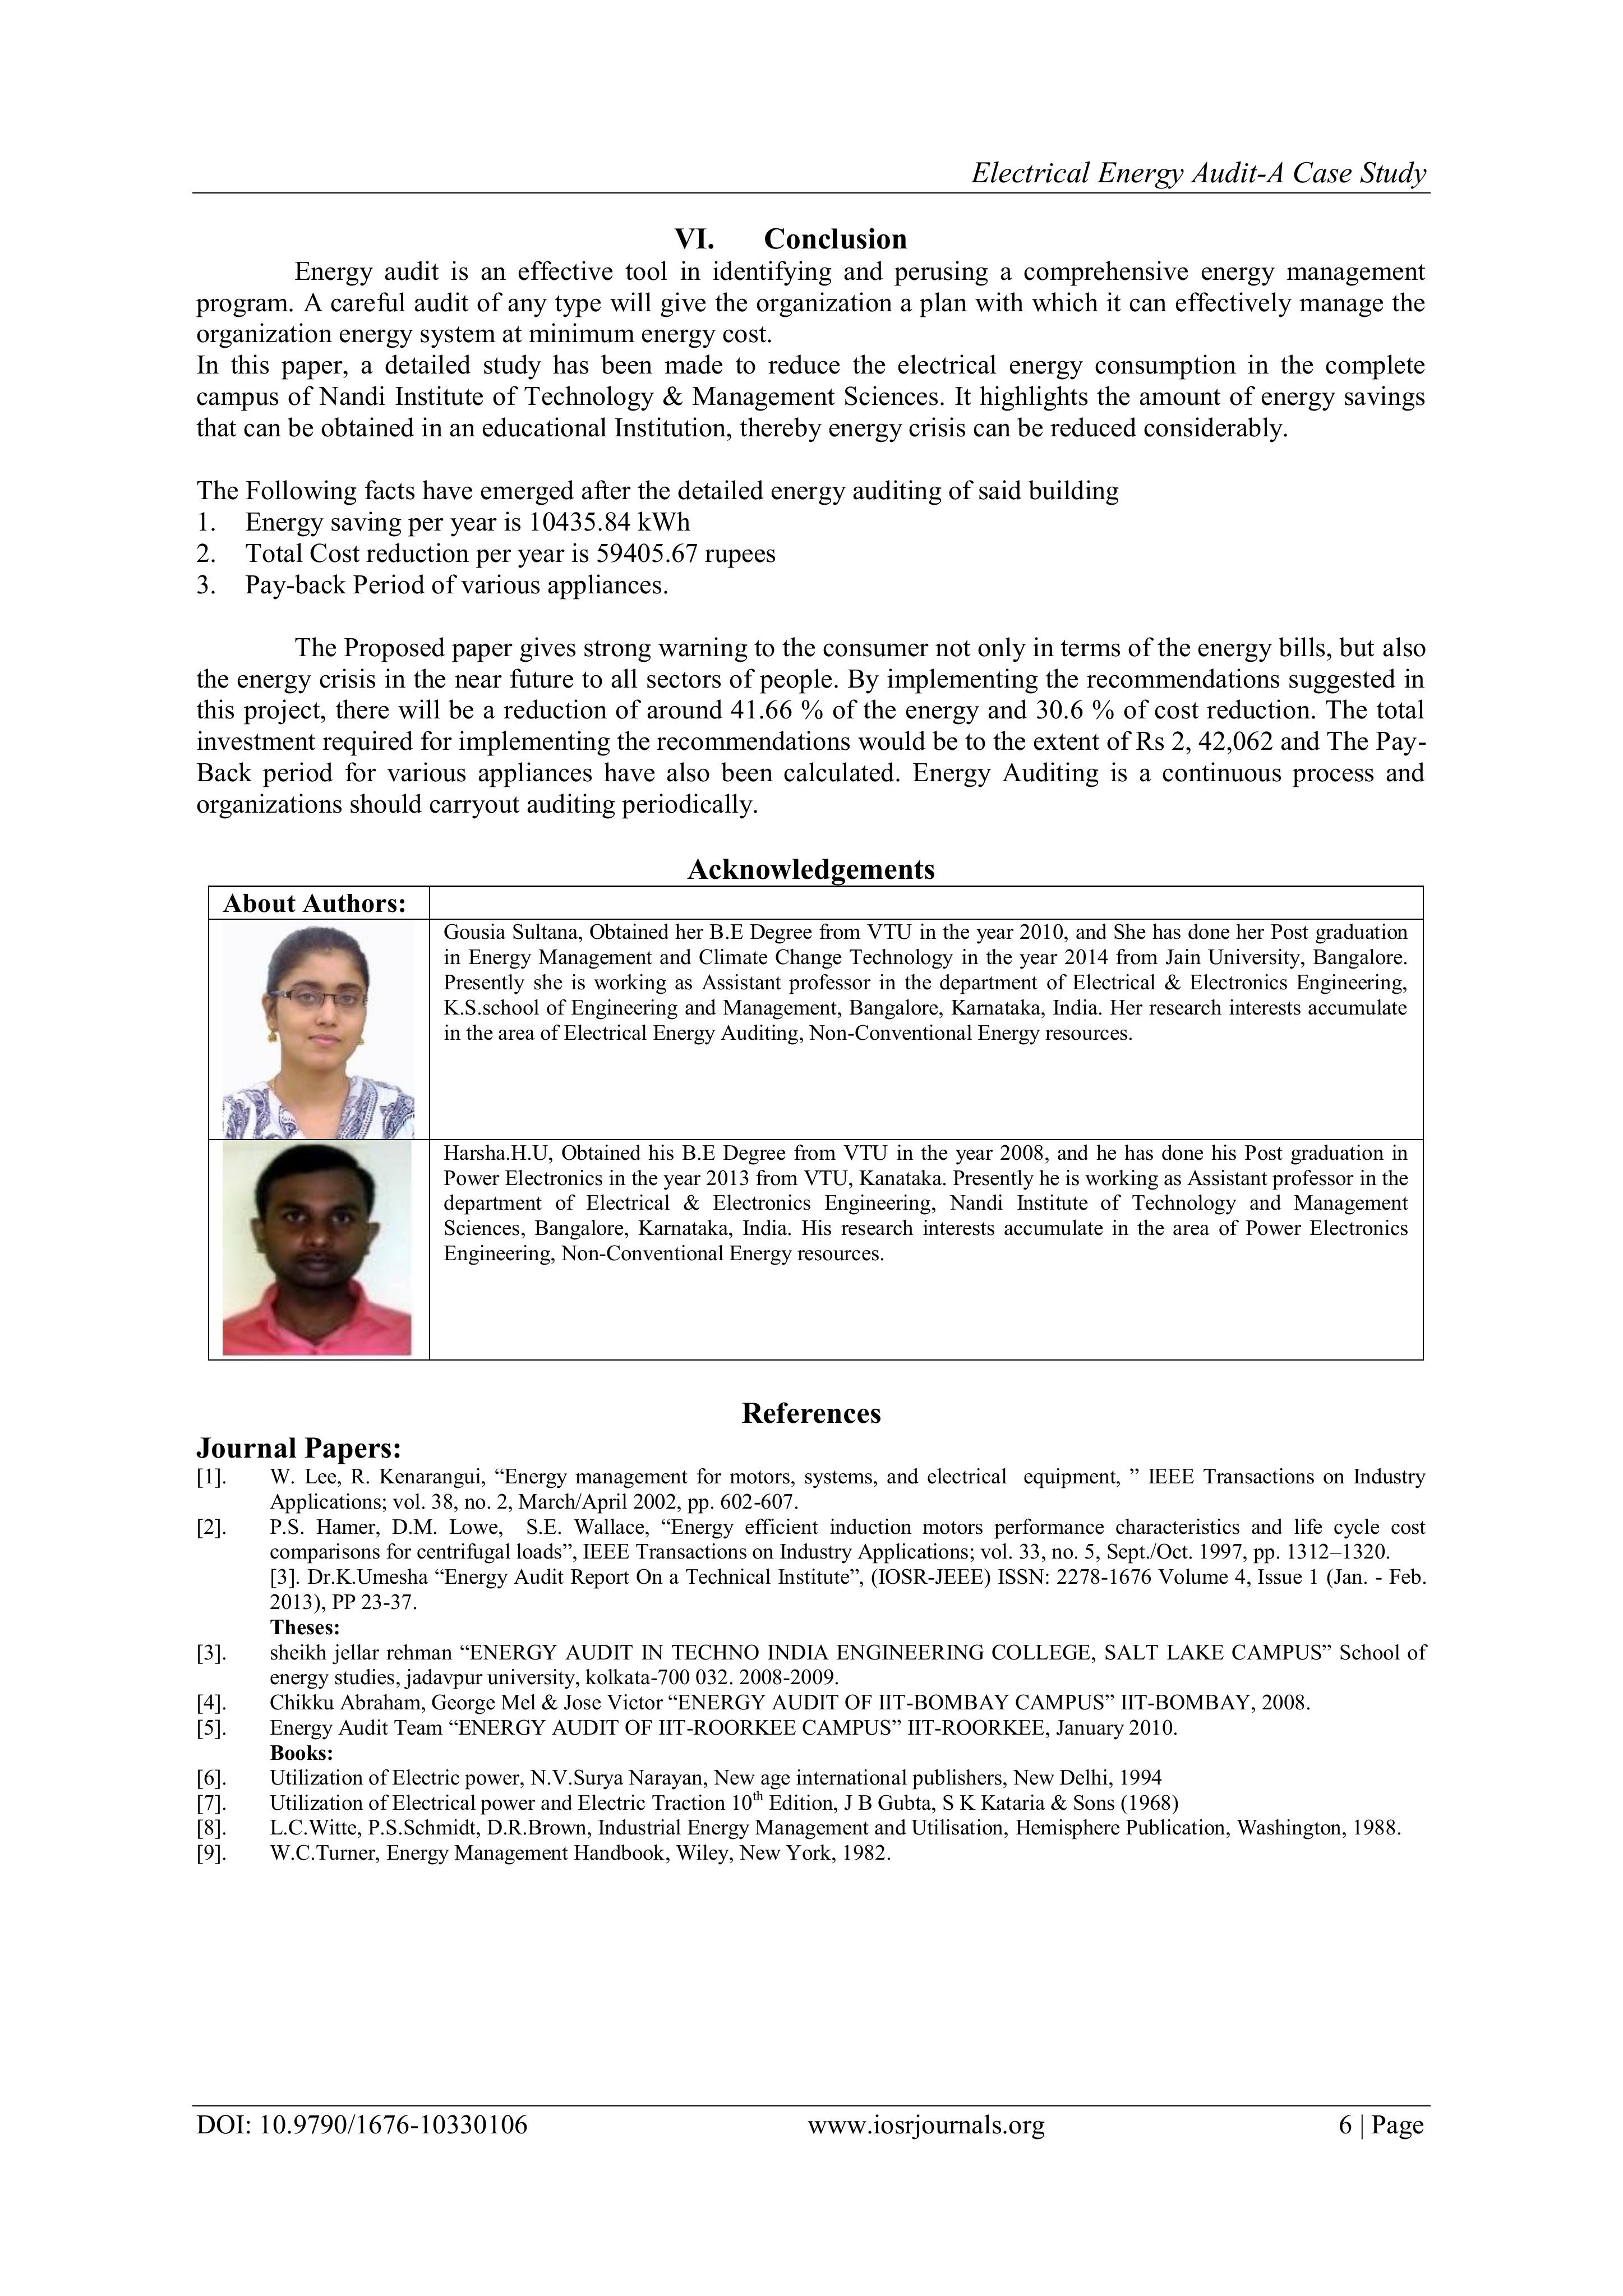 Electrical Energy Audit-A Case Study
VI. Conclusion
Energy audit is an effective tool in identifying and perusing a comprehensive energy management
program. A careful audit of any type will give the organization a plan with which it can effectively manage the
organization energy system at minimum energy cost.
In this paper, a detailed study has been made to reduce the electrical energy consumption in the complete
campus of Nandi Institute of Technology & Management Sciences. It highlights the amount of energy savings
that can be obtained in an educational Institution, thereby energy crisis can be reduced considerably.
The Following facts have emerged after the detailed energy auditing of said building
1. Energy saving per year is 10435.84 kWh
2. Total Cost reduction per year is 59405.67 rupees
3. Pay-back Period of various appliances.
The Proposed paper gives strong warning to the consumer not only in terms of the energy bills, but also
the energy crisis in the near future to all sectors of people. By implementing the recommendations suggested in
this project, there will be a reduction of around 41.66 % of the energy and 30.6 % of cost reduction. The total
investment required for implementing the recommendations would be to the extent of Rs 2, 42,062 and The Pay-
Back period for various appliances have also been calculated. Energy Auditing is a continuous process and
organizations should carryout auditing periodically.
Acknowledgements
About Authors:
Gousia Sultana, Obtained her B.E Degree from VTU in the year 2010, and She has done her Post graduation
in Energy Management and Climate Change Technology in the year 2014 from Jain University, Bangalore.
Presently she is working as Assistant professor in the department of Electrical & Electronics Engineering,
K.S.school of Engineering and Management, Bangalore, Karnataka, India. Her research interests accumulate
in the area of Electrical Energy Auditing, Non-Conventional Energy resources.
Harsha.H.U, Obtained his B.E Degree from VTU in the year 2008, and he has done his Post graduation in
Power Electronics in the year 2013 from VTU, Kanataka. Presently he is working as Assistant professor in the
department of Electrical & Electronics Engineering, Nandi Institute of Technology and Management
Sciences, Bangalore, Karnataka, India. His research interests accumulate in the area of Power Electronics
Engineering, Non-Conventional Energy resources.
References
Journal Papers:
[1]. W. Lee, R. Kenarangui, “Energy management for motors, systems, and electrical equipment, ” IEEE Transactions on Industry
Applications; vol. 38, no. 2, March/April 2002, pp. 602-607.
[2]. P.S. Hamer, D.M. Lowe, S.E. Wallace, “Energy efficient induction motors performance characteristics and life cycle cost
comparisons for centrifugal loads”, IEEE Transactions on Industry Applications; vol. 33, no. 5, Sept./Oct. 1997, pp. 1312–1320.
[3]. Dr.K.Umesha “Energy Audit Report On a Technical Institute”, (IOSR-JEEE) ISSN: 2278-1676 Volume 4, Issue 1 (Jan. - Feb.
2013), PP 23-37.
Theses:
[3]. sheikh jellar rehman “ENERGY AUDIT IN TECHNO INDIA ENGINEERING COLLEGE, SALT LAKE CAMPUS” School of
energy studies, jadavpur university, kolkata-700 032. 2008-2009.
[4]. Chikku Abraham, George Mel & Jose Victor “ENERGY AUDIT OF IIT-BOMBAY CAMPUS” IIT-BOMBAY, 2008.
[5]. Energy Audit Team “ENERGY AUDIT OF IIT-ROORKEE CAMPUS” IIT-ROORKEE, January 2010.
Books:
[6]. Utilization of Electric power, N.V.Surya Narayan, New age international publishers, New Delhi, 1994
[7]. Utilization of Electrical power and Electric Traction 10th Edition, J B Gubta, S K Kataria & Sons (1968)
[8]. L.C.Witte, P.S.Schmidt, D.R.Brown, Industrial Energy Management and Utilisation, Hemisphere Publication, Washington, 1988.
[9]. W.C.Turner, Energy Management Handbook, Wiley, New York, 1982.
DOI: 10.9790/1676-10330106 www.iosrjournals.org 6 | Page